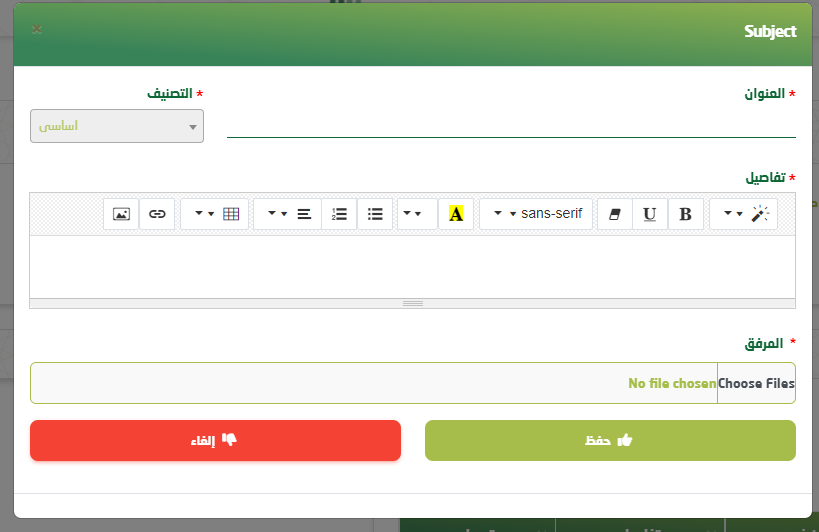 Subject
* العنوان
* التصنيف
اساسى
* تفاصيل
B U sans-serif A
* المرفق
Choose Files No file chosen
حفظ
إلغاء